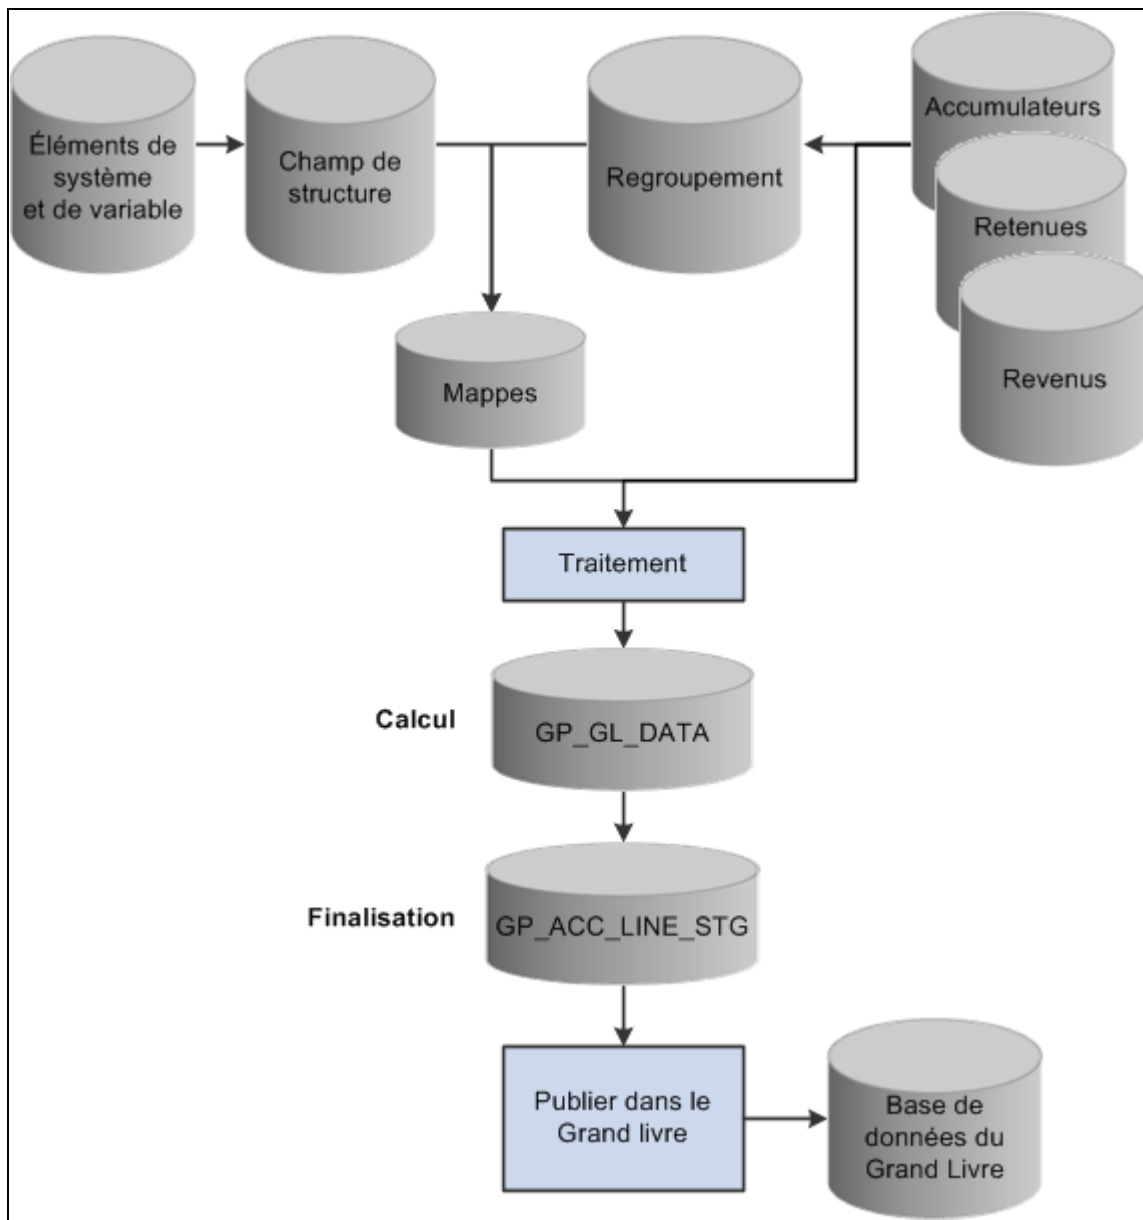 Éléments de
système
et de variable
Champ de
structure
Regroupement
Accumulateurs
Retenues
Revenus
Mappes
Traitement
Calcul
GP_GL_DATA
Finalisation
GP_ACC_LINE_STG
Publier dans le
Grand livre
Base de
données du
Grand Livre